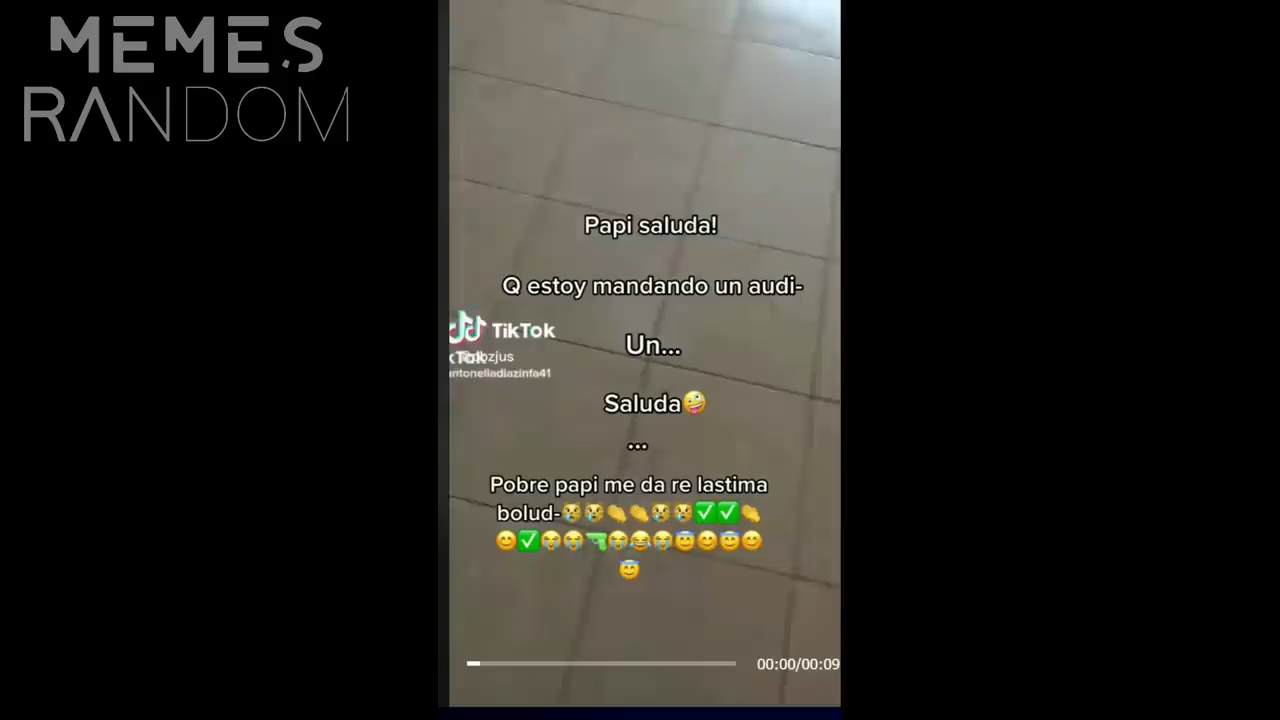 MEMES
RANDOM
Papi saluda!
Q estoy mandando un audi-
TikTok
Un...
antonelladiazinfa41
Saluda🤪
...
Pobre papi me da re lastima
bolud-😿😿👏👏😿😿✅✅👏
😊✅😭😭🔫😭😂😭😇😊😇😊
😇
00:00/00:09